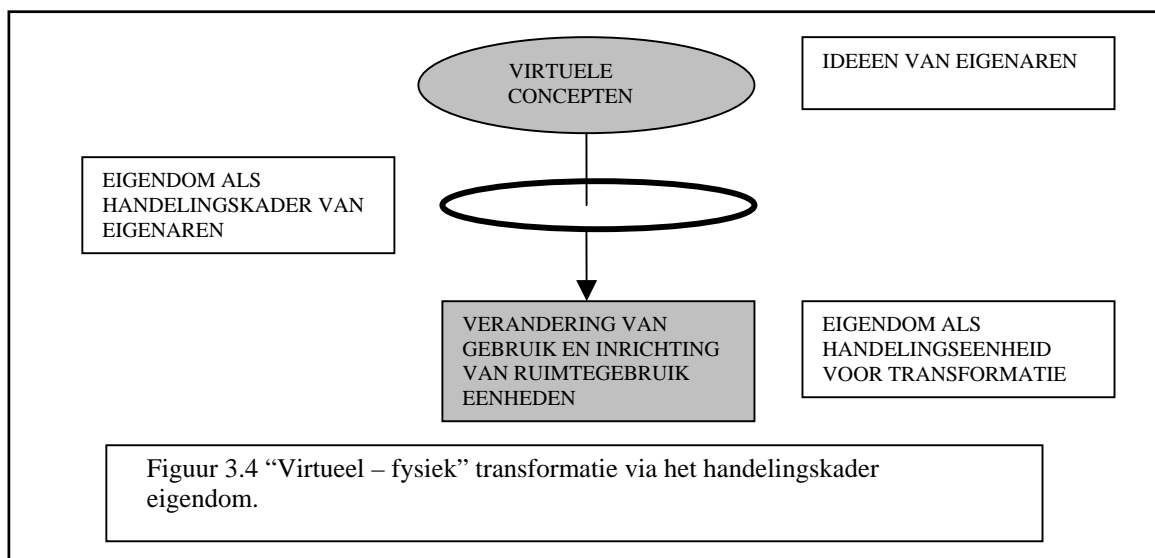 VIRTUELE
CONCEPTEN
IDEEEN VAN EIGENAREN
EIGENDOM ALS
HANDELINGSKADER VAN
EIGENAREN
VERANDERING VAN
GEBRUIK EN INRICHTING
VAN RUIMTEGEBRUIK
EENHEDEN
EIGENDOM ALS
HANDELINGSEENHEID
VOOR TRANSFORMATIE
Figuur 3.4 “Virtueel – fysiek” transformatie via het handelingskader
eigendom.